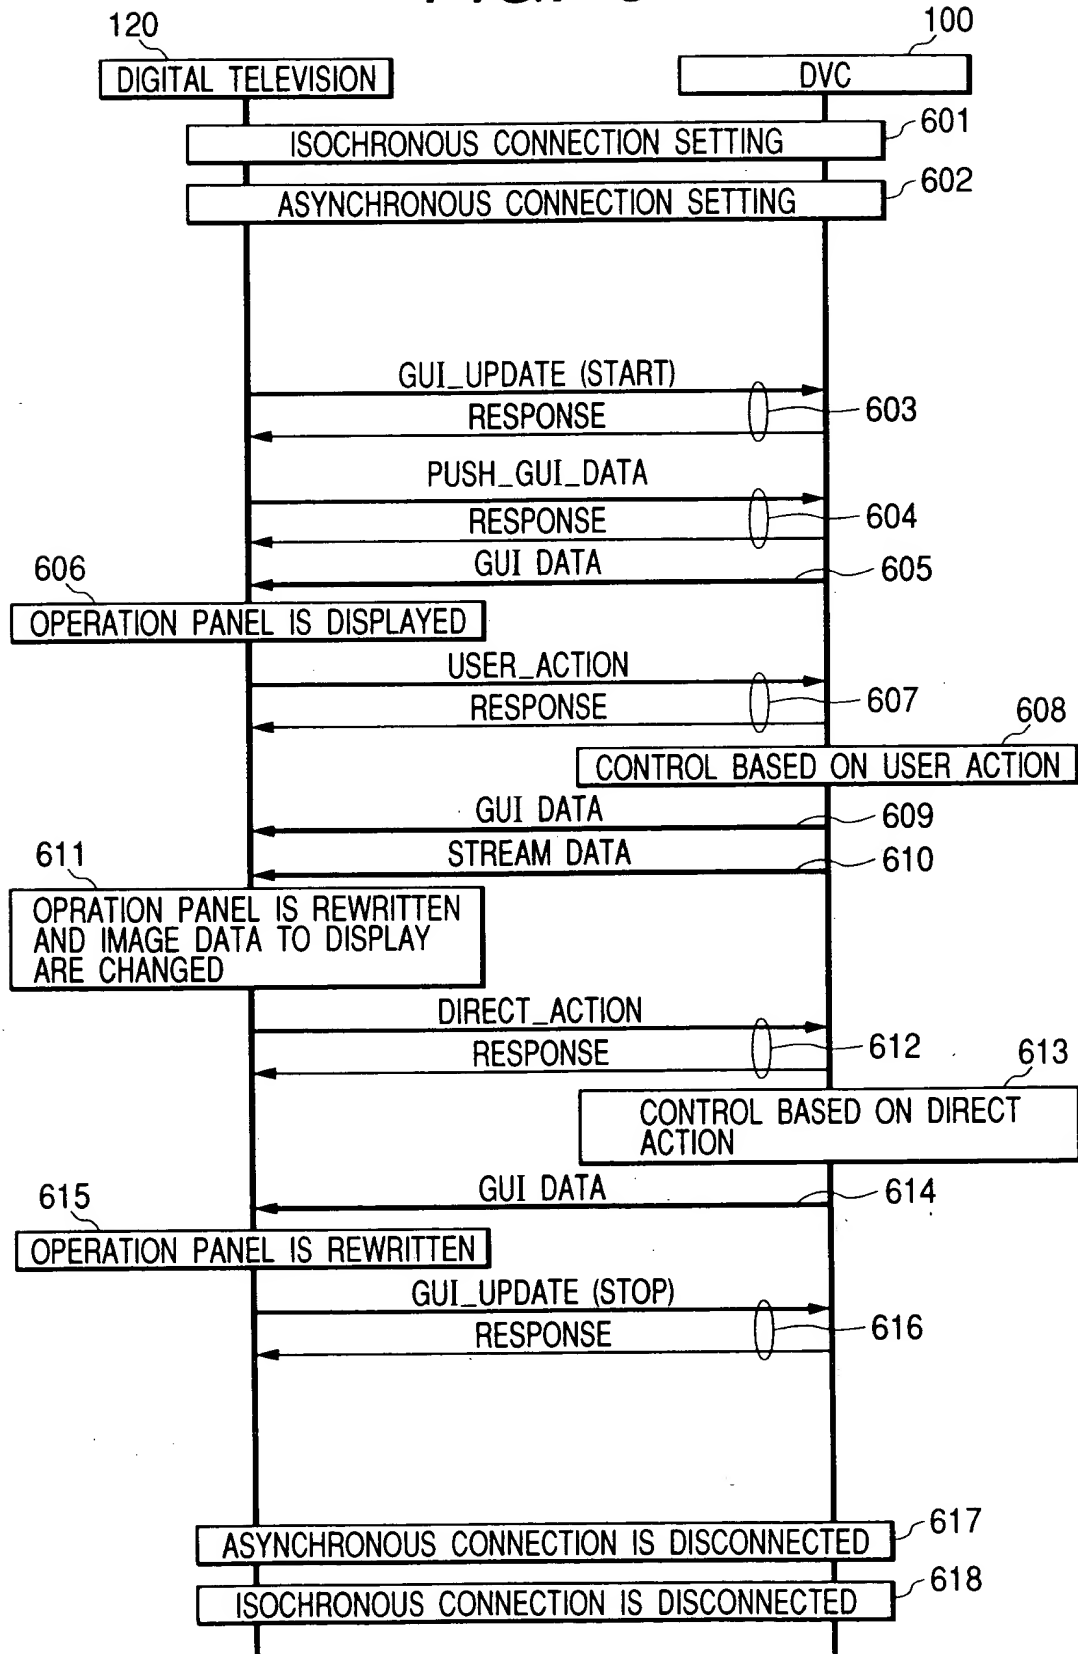 120
100
DIGITAL TELEVISION
DVC
ISOCHRONOUS CONNECTION SETTING
601
ASYNCHRONOUS CONNECTION SETTING
602
GUI_UPDATE (START)
RESPONSE
603
PUSH_GUI_DATA
RESPONSE
604
GUI DATA
605
606
OPERATION PANEL IS DISPLAYED
USER_ACTION
RESPONSE
607
608
CONTROL BASED ON USER ACTION
GUI DATA
609
STREAM DATA
610
611
OPRATION PANEL IS REWRITTEN
AND IMAGE DATA TO DISPLAY
ARE CHANGED
DIRECT_ACTION
RESPONSE
612
613
CONTROL BASED ON DIRECT
ACTION
GUI DATA
614
615
OPERATION PANEL IS REWRITTEN
GUI_UPDATE (STOP)
RESPONSE
616
ASYNCHRONOUS CONNECTION IS DISCONNECTED
617
ISOCHRONOUS CONNECTION IS DISCONNECTED
618